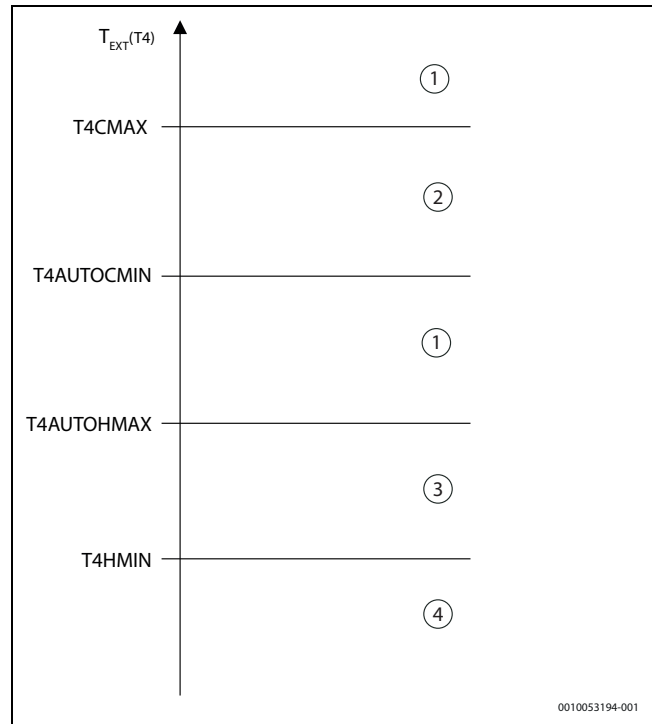 T_EXT(T4)
①
T4CMAX
②
T4AUTOCMIN
①
T4AUTOHMAX
③
T4HMIN
④
0010053194-001